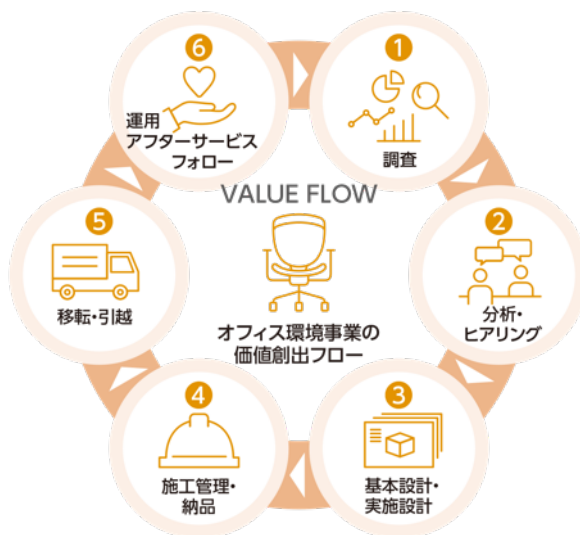 VALUE FLOW
オフィス環境事業の
価値創出フロー
1
調査
2
分析・
ヒアリング
3
基本設計・
実施設計
4
施工管理・
納品
5
移転・引越
6
運用
アフターサービス
フォロー